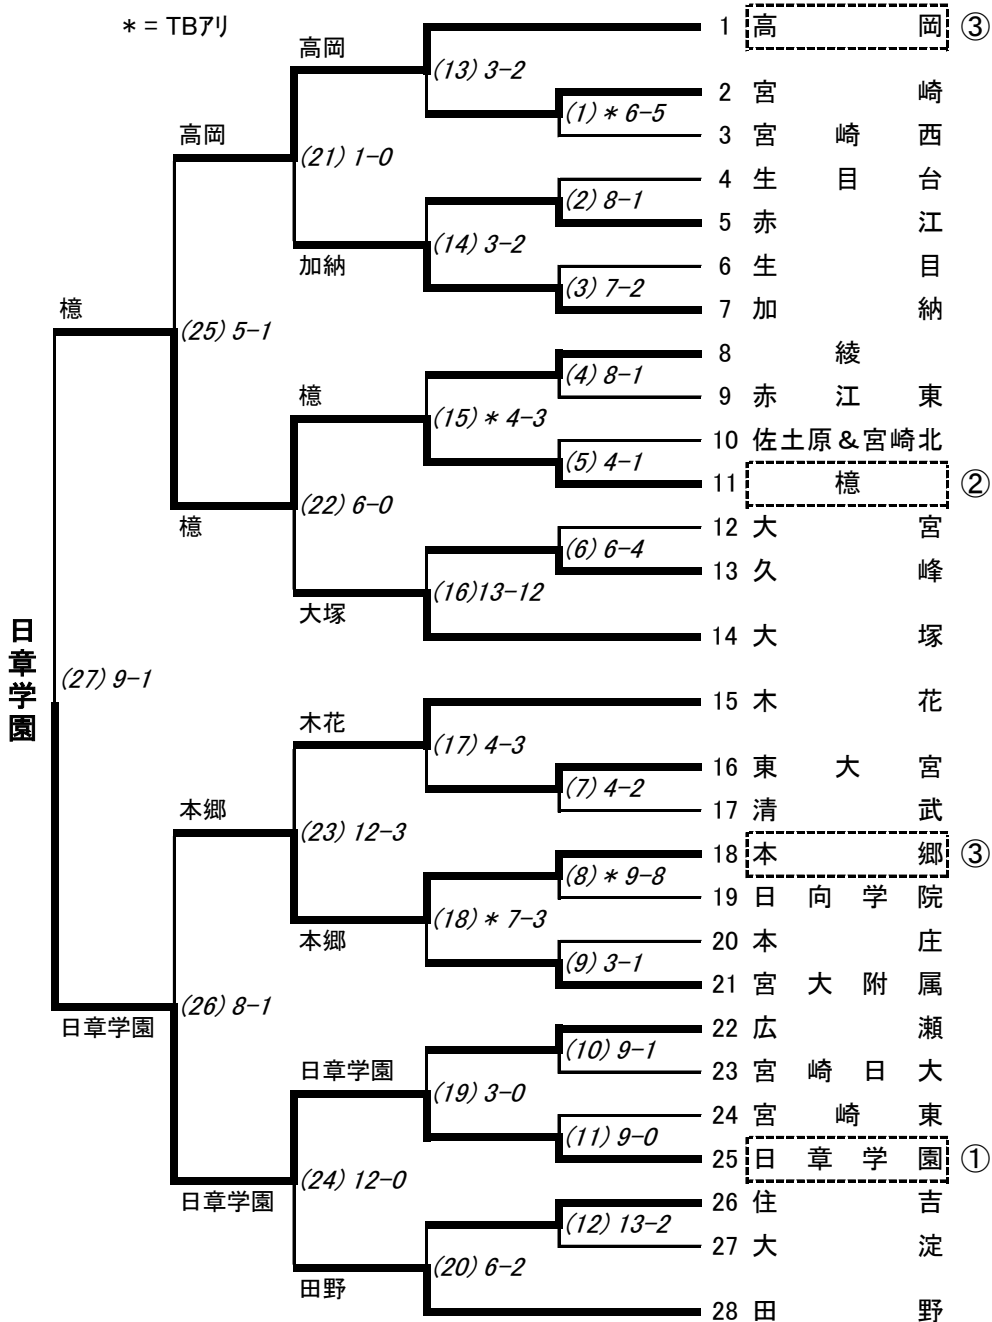 * = TBアリ
1 高岡 ③
高岡
(13) 3-2
2 宮崎
(1) * 6-5
3 宮崎西
高岡
(21) 1-0
4 生目台
(2) 8-1
5 赤江
(14) 3-2
加納
6 生目
(3) 7-2
7 加納
檍
(25) 5-1
8 綾
(4) 8-1
9 赤江東
檍
(15) * 4-3
10 佐土原&宮崎北
(5) 4-1
11 檍 ②
(22) 6-0
檍
12 大宮
(6) 6-4
13 久峰
(16)13-12
大塚
14 大塚
日章学園
(27) 9-1
15 木花
木花
(17) 4-3
16 東大宮
(7) 4-2
17 清武
本郷
(23) 12-3
18 本郷 ③
(8) * 9-8
19 日向学院
(18) * 7-3
本郷
20 本庄
(9) 3-1
21 宮大附属
(26) 8-1
日章学園
22 広瀬
(10) 9-1
23 宮崎日大
日章学園
(19) 3-0
24 宮崎東
(11) 9-0
25 日章学園 ①
(24) 12-0
日章学園
26 住吉
(12) 13-2
27 大淀
(20) 6-2
田野
28 田野